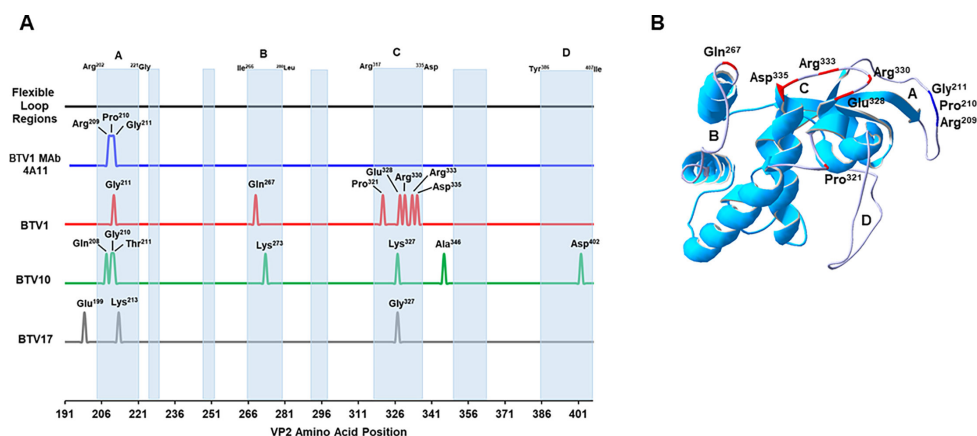 A
A B C D
Arg²⁰² ²²¹Gly Ile²⁶⁶ ²⁸⁰Leu Arg³¹⁷ ³³⁵Asp Tyr³⁸⁶ ⁴⁰⁷Ile
Flexible
Loop
Regions
Pro²¹⁰
Arg²⁰⁹ Gly²¹¹
BTV1 MAb
4A11
Glu³²⁸ Arg³³⁰ Arg³³³
Gly²¹¹ Gln²⁶⁷ Pro³²¹ Asp³³⁵
BTV1
Gly²¹⁰
Gln²⁰⁸ Thr²¹¹ Lys²⁷³ Lys³²⁷ Ala³⁴⁶ Asp⁴⁰²
BTV10
Glu¹⁹⁹ Lys²¹³ Gly³²⁷
BTV17
191 206 221 236 251 266 281 296 311 326 341 356 371 386 401
VP2 Amino Acid Position
B
Gln²⁶⁷
Arg³³³
Asp³³⁵ Arg³³⁰
C A Gly²¹¹
Glu³²⁸ Pro²¹⁰
Arg²⁰⁹
B
Pro³²¹
D